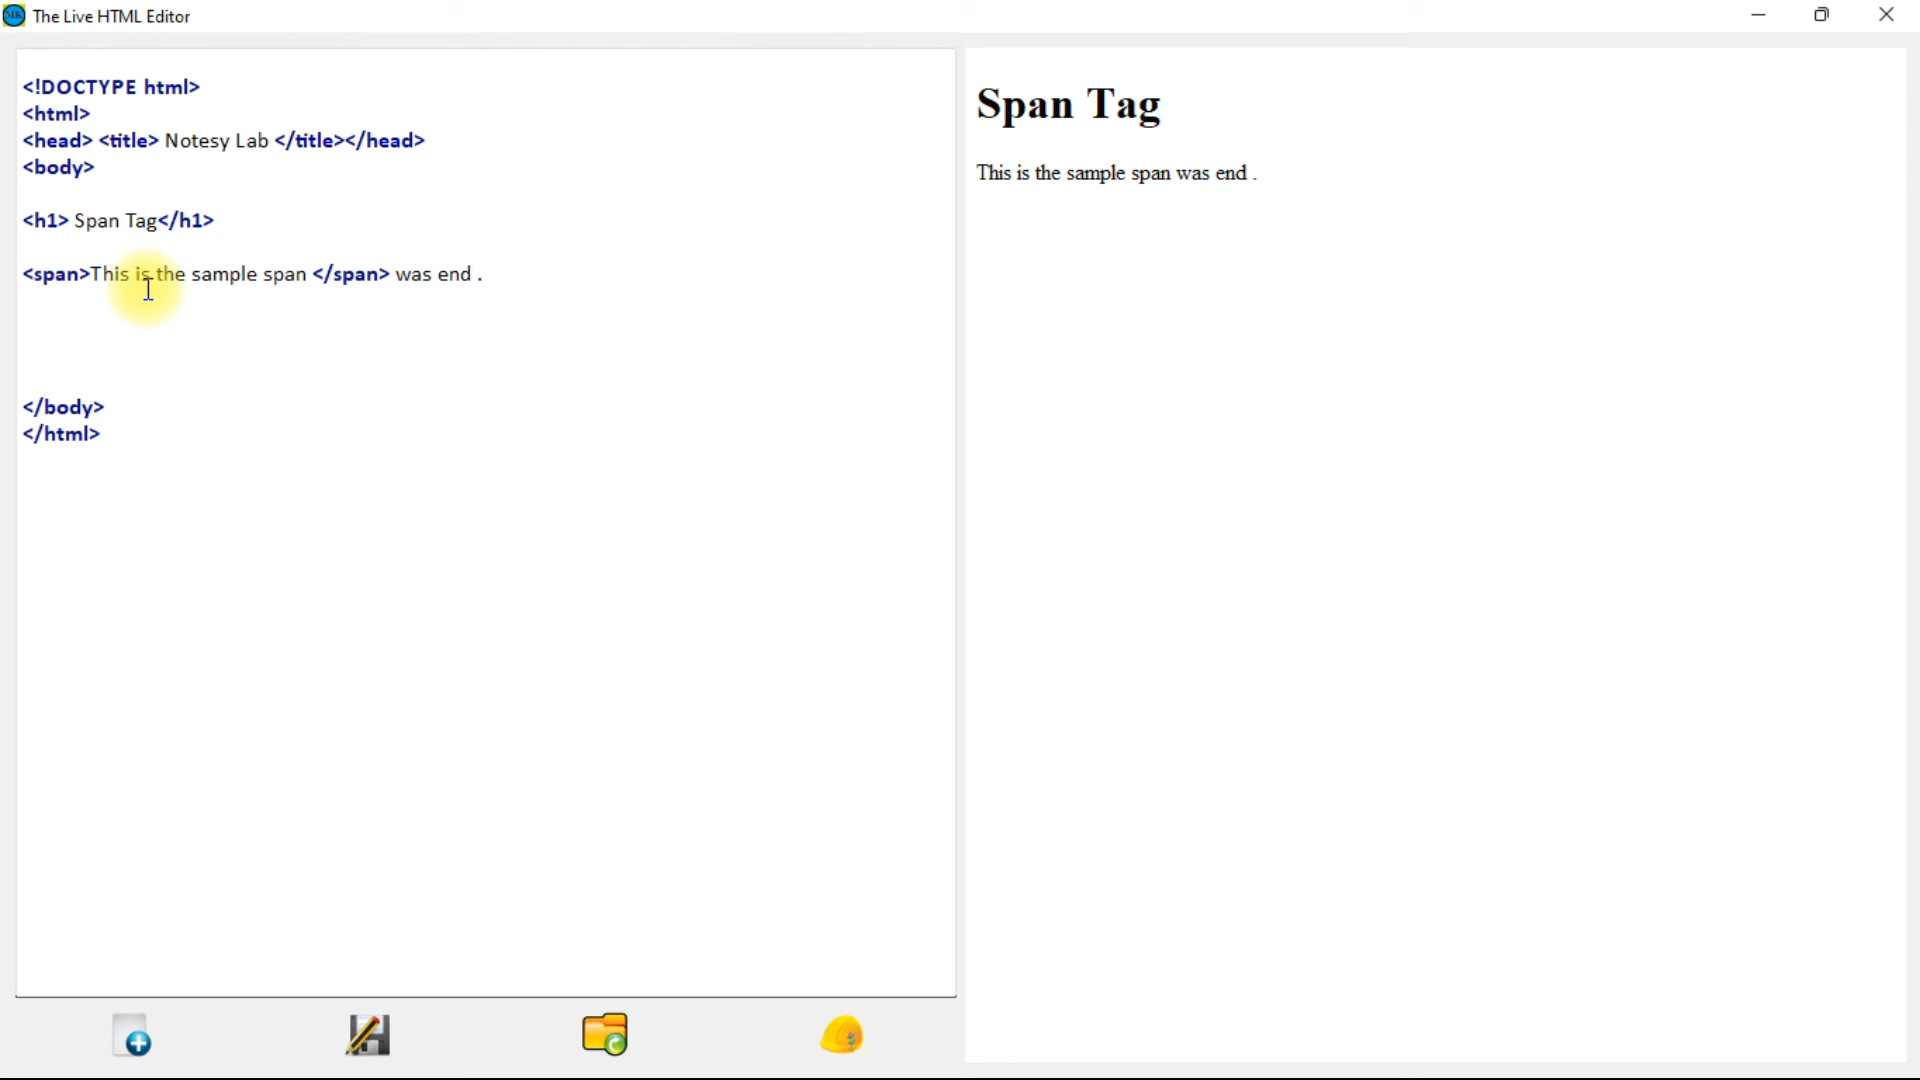 The Live HTML Editor
<!DOCTYPE html>
<html>
<head> <title> Notesy Lab </title></head>
<body>
<h1> Span Tag</h1>
<span>This is the sample span </span> was end .
</body>
</html>
Span Tag
This is the sample span was end .